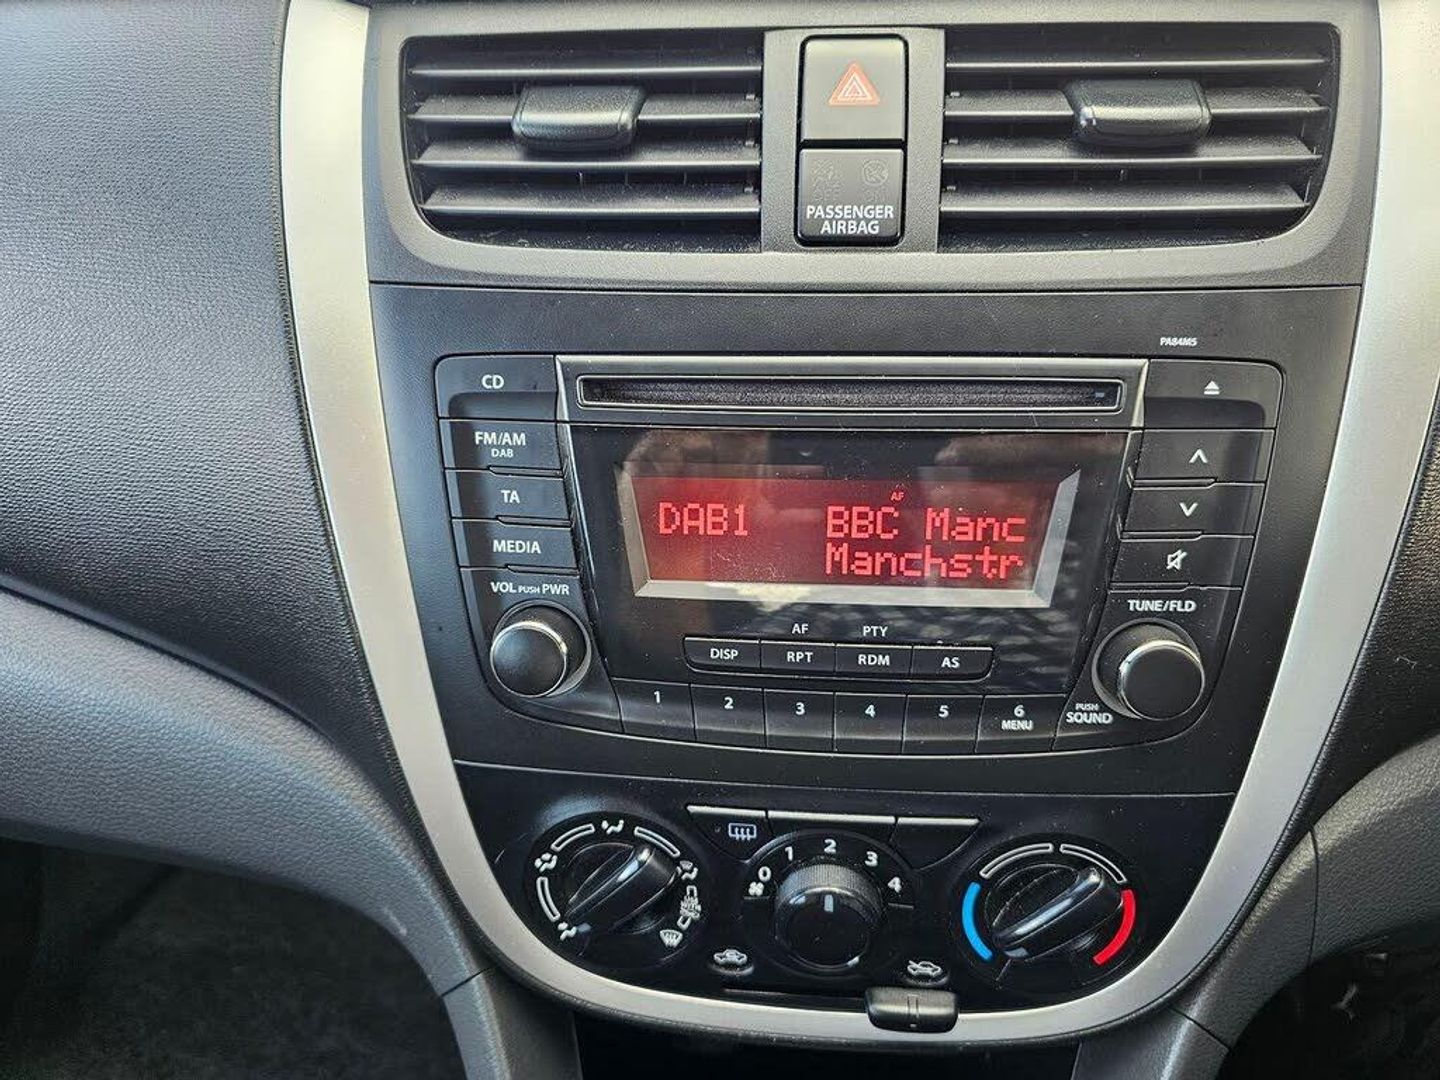 PASSENGER
AIRBAG
PA84M5
CD
FM/AM
DAB
TA
MEDIA
VOL PUSH PWR
AF
DAB1 BBC Manc
Manchstr
TUNE/FLD
AF PTY
DISP RPT RDM AS
1 2 3 4 5 6
MENU
PUSH
SOUND
0 1 2 3 4